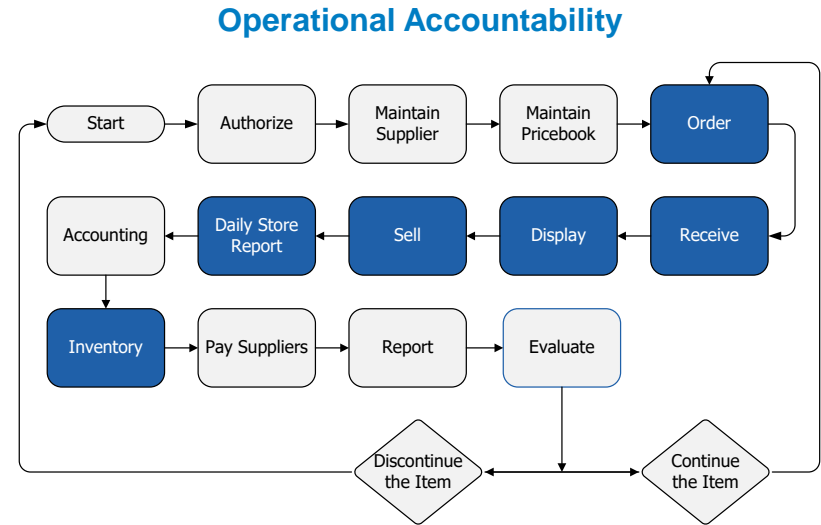 Operational Accountability
Start
Authorize
Maintain
Supplier
Maintain
Pricebook
Order
Accounting
Daily Store
Report
Sell
Display
Receive
Inventory
Pay Suppliers
Report
Evaluate
Discontinue
the Item
Continue
the Item